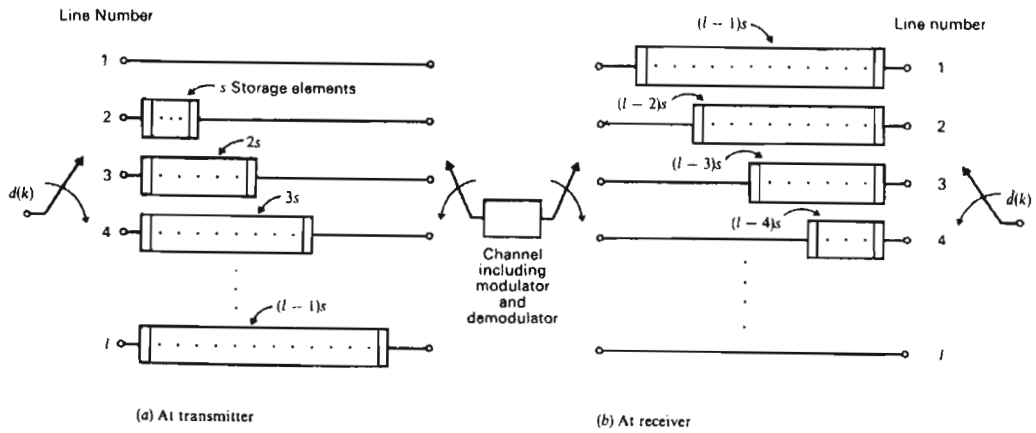 Line Number
1
s Storage elements
2
2s
3
d(k)
3s
4
(l – 1)s
l
(a) At transmitter
Channel
including
modulator
and
demodulator
(l – 1)s
Line number
1
(l – 2)s
2
(l – 3)s
3
d(k)
(l – 4)s
4
l
(b) At receiver